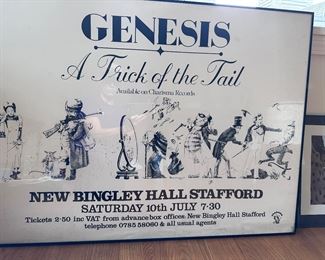 GENESIS
A Trick of the Tail
Available on Charisma Records
NEW BINGLEY HALL STAFFORD
SATURDAY 10th JULY 7·30
Tickets 2·50 inc VAT from advance box offices: New Bingley Hall Stafford
telephone 0785 58060 & all usual agents